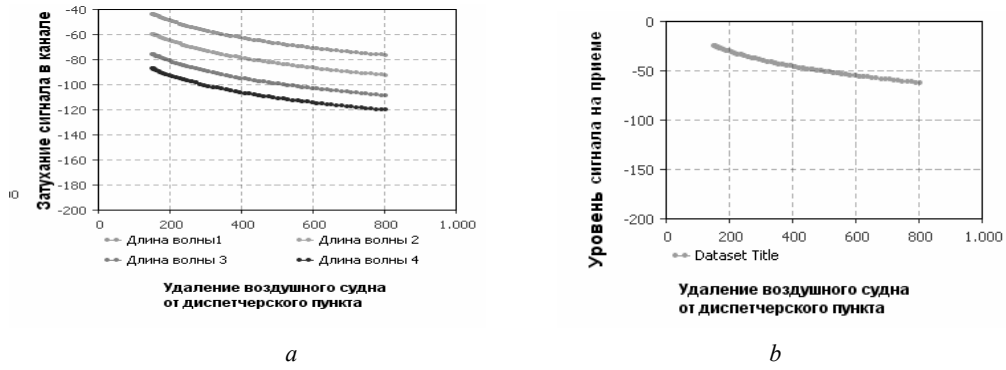 -40
-60
-80
-100
-120
-140
-160
-180
-200
Затухание сигнала в канале
0 200 400 600 800 1.000
Длина волны1 Длина волны 2
Длина волны 3 Длина волны 4
Удаление воздушного судна
от диспетчерского пункта
a
0
-50
-100
-150
-200
Уровень сигнала на приеме
0 200 400 600 800 1.000
Dataset Title
Удаление воздушного судна
от диспетчерского пункта
b